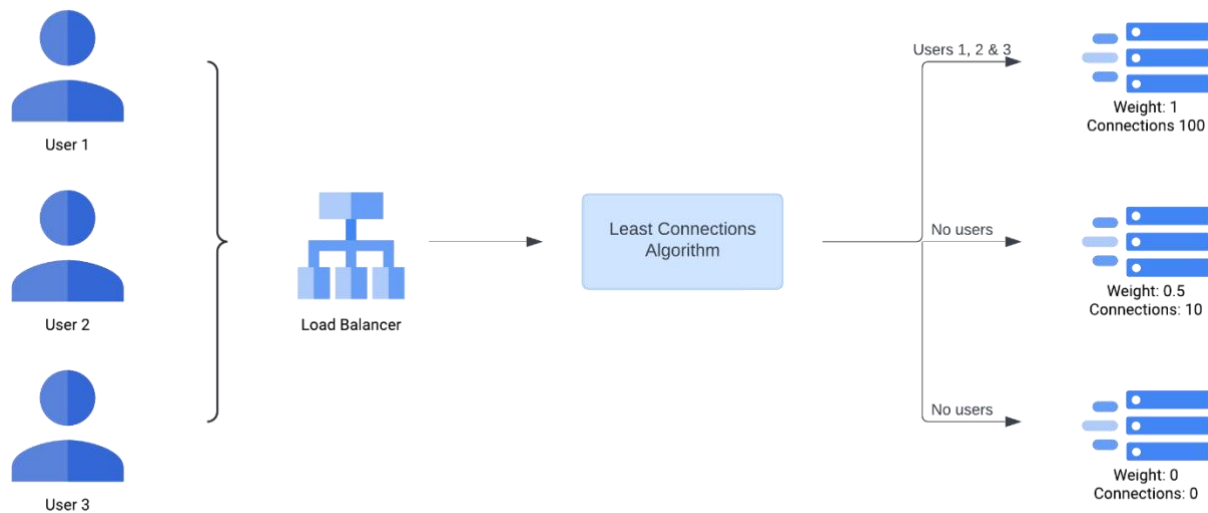 User 1
User 2
User 3
Load Balancer
Least Connections
Algorithm
Users 1, 2 & 3
No users
No users
Weight: 1
Connections 100
Weight: 0.5
Connections: 10
Weight: 0
Connections: 0